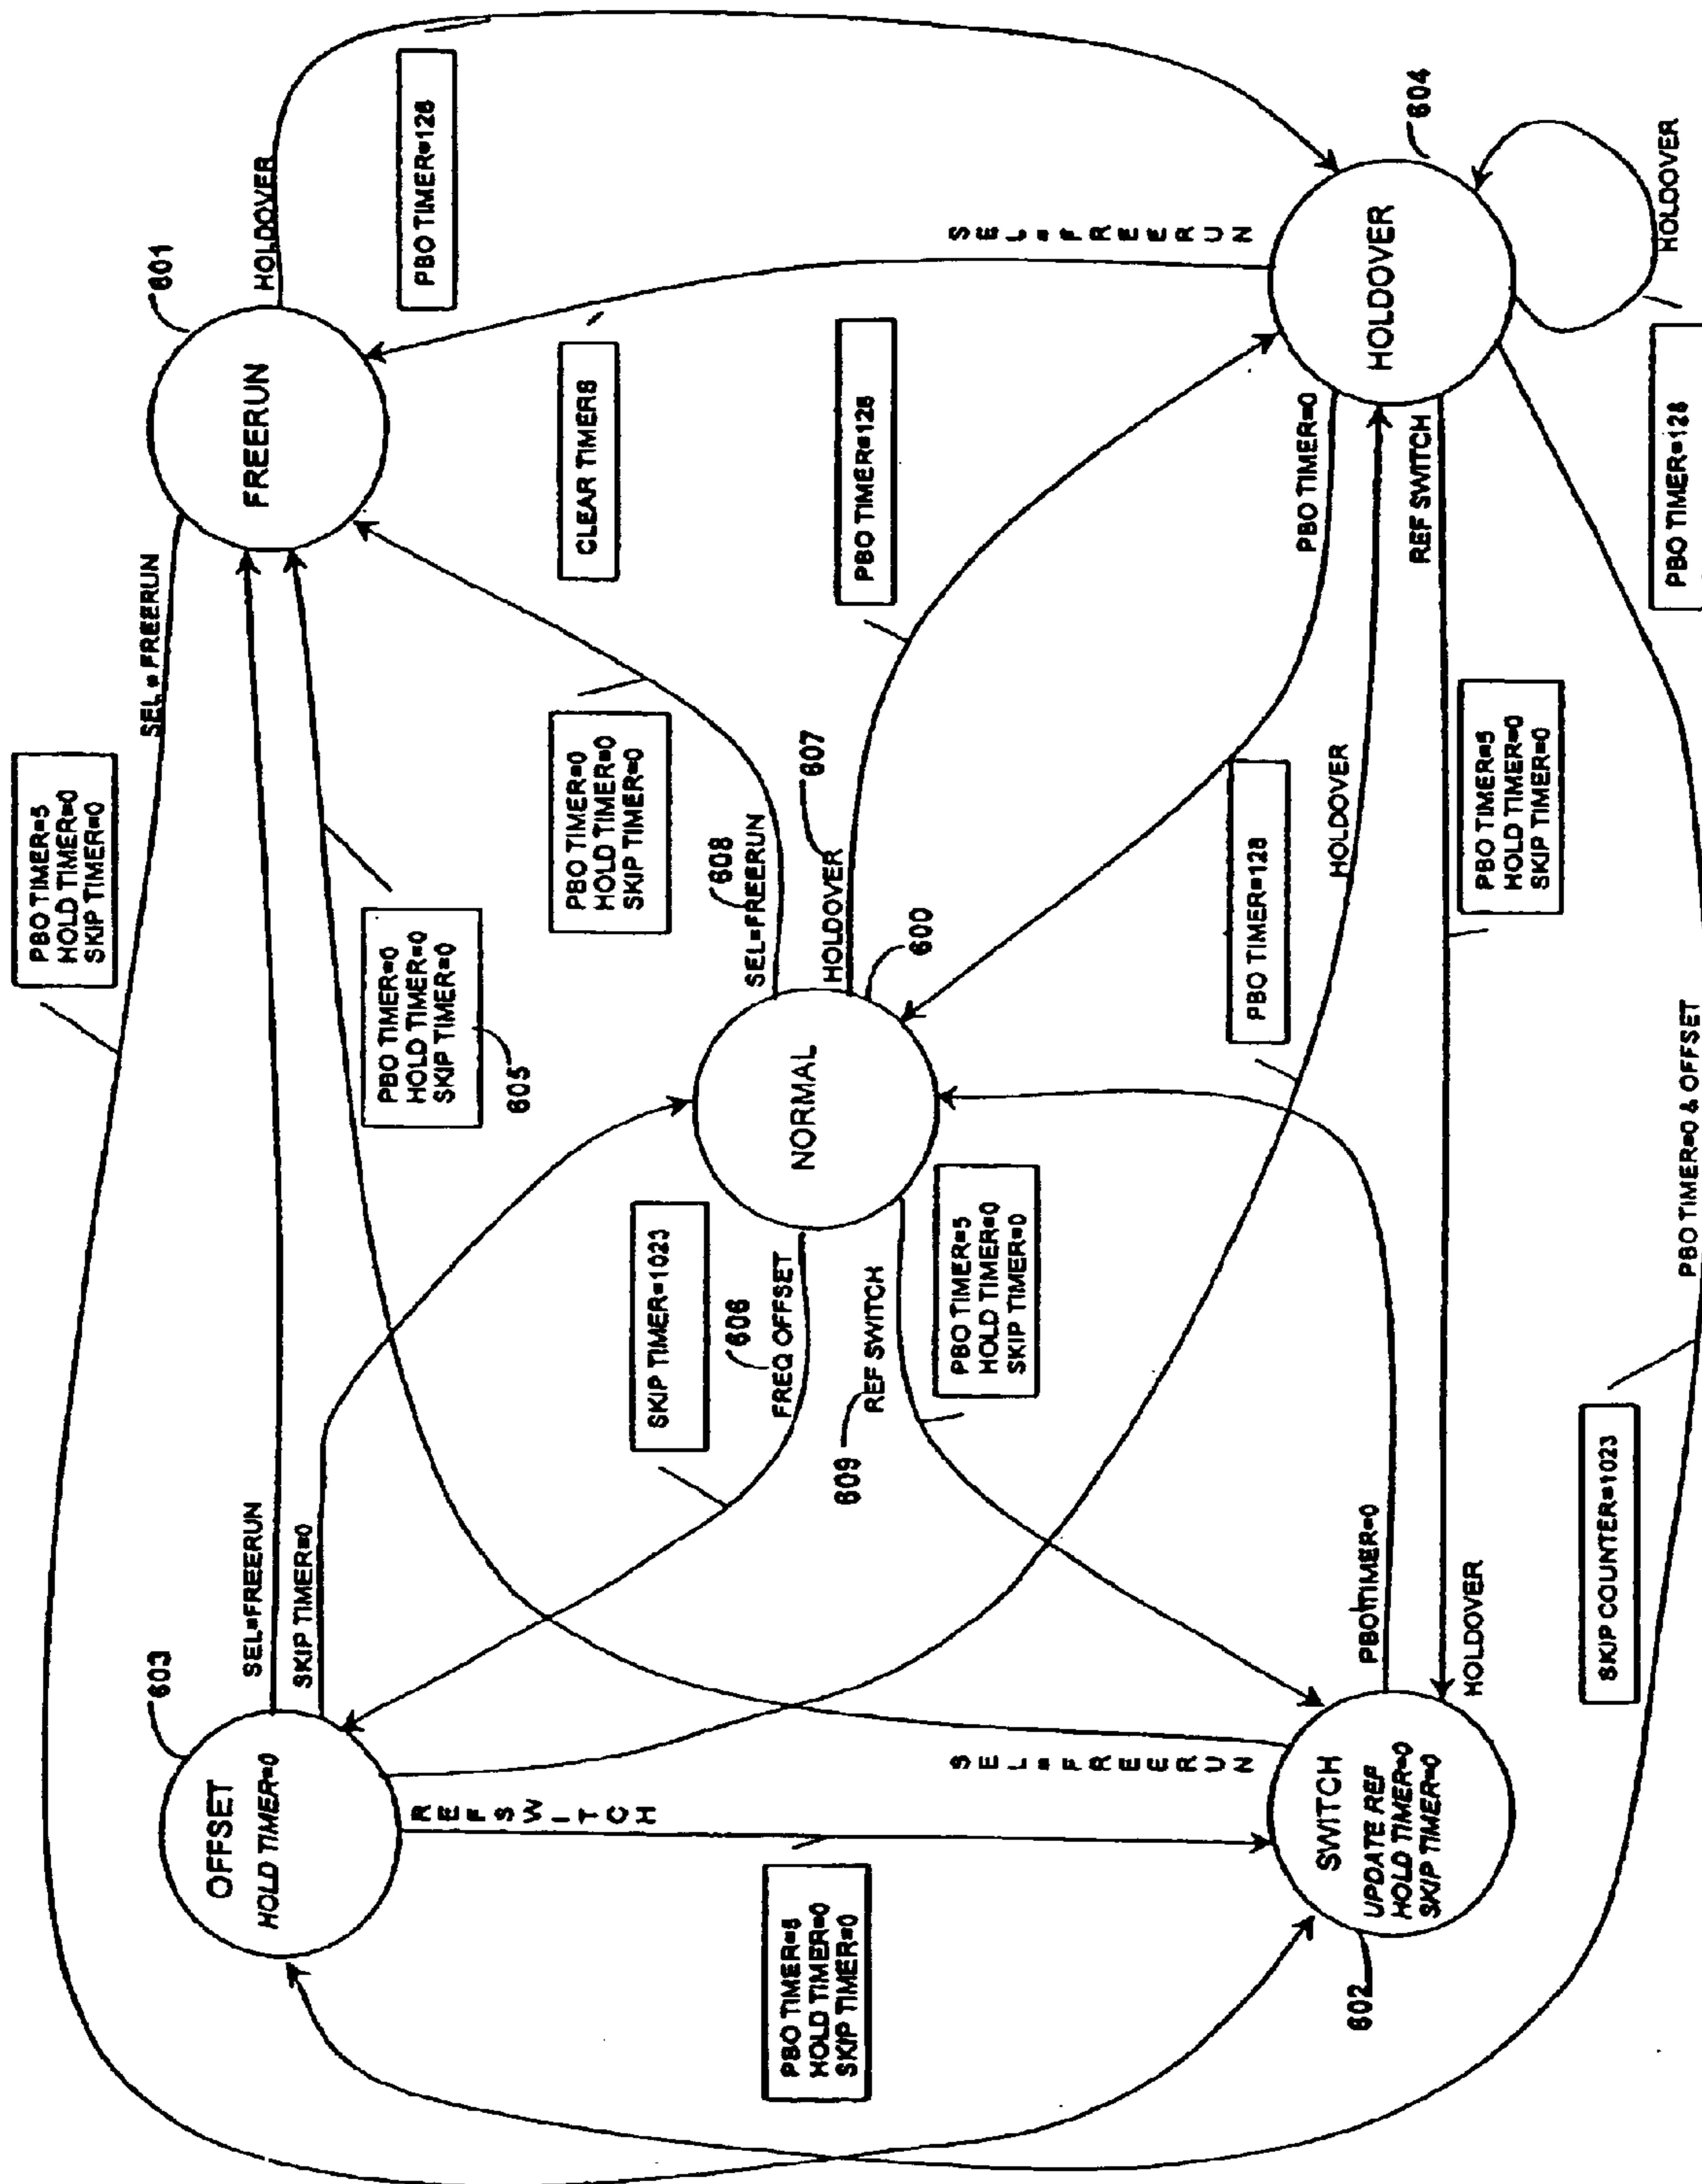 603
OFFSET
HOLD TIMER=0
SEL=FREERUN
SKIP TIMER=0
REF SWITCH
PBO TIMER=5
HOLD TIMER=0
SKIP TIMER=0
SEL = FREERUN
601
FREERUN
HOLDOVER
PBO TIMER=128
PBO TIMER=0
HOLD TIMER=0
SKIP TIMER=0
605
PBO TIMER=0
HOLD TIMER=0
SKIP TIMER=0
CLEAR TIMERS
SKIP TIMER=1023
606
FREQ OFFSET
609
REF SWITCH
PBO TIMER=5
HOLD TIMER=0
SKIP TIMER=0
NORMAL
600
608
SEL=FREERUN
607
HOLDOVER
PBO TIMER=128
SEL=FREERUN
PBO TIMER=5
HOLD TIMER=0
SKIP TIMER=0
SEL=FREERUN
602
SWITCH
UPDATE REF
HOLD TIMER=0
SKIP TIMER=0
PBO TIMER=0
HOLDOVER
PBO TIMER=128
HOLDOVER
PBO TIMER=0
REF SWITCH
PBO TIMER=5
HOLD TIMER=0
SKIP TIMER=0
HOLDOVER
604
HOLDOVER
PBO TIMER=128
SKIP COUNTER=1023
PBO TIMER=0 & OFFSET